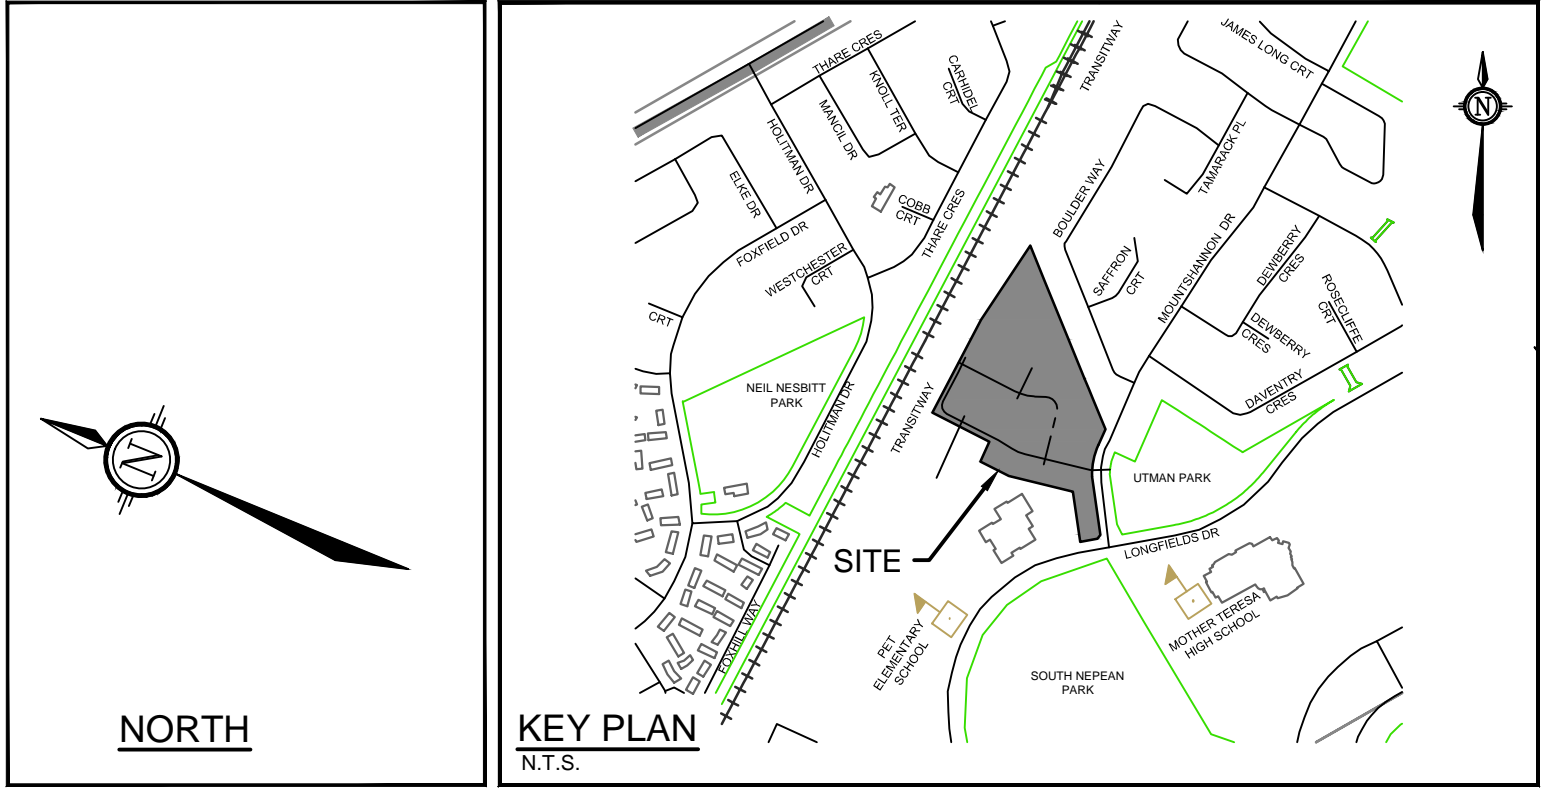 N
NORTH
THARE CRES
KNOLL TER
MANCIL DR
CARHIDEL
CRT
TRANSITWAY
JAMES LONG CRT
N
HOLITMAN DR
ELKE DR
COBB
CRT
THARE CRES
BOULDER WAY
TAMARACK PL
FOXFIELD DR
WESTCHESTER
CRT
SAFFRON
CRT
MOUNTSHANNON DR
DEWBERRY
CRES
ROSECLIFFE
CRT
CRT
DEWBERRY
CRES
NEIL NESBITT
PARK
HOLITMAN DR
TRANSITWAY
DAVENTRY
CRES
UTMAN PARK
LONGFIELDS DR
SITE
FOXHILL WAY
PET
ELEMENTARY
SCHOOL
MOTHER TERESA
HIGH SCHOOL
SOUTH NEPEAN
PARK
KEY PLAN
N.T.S.